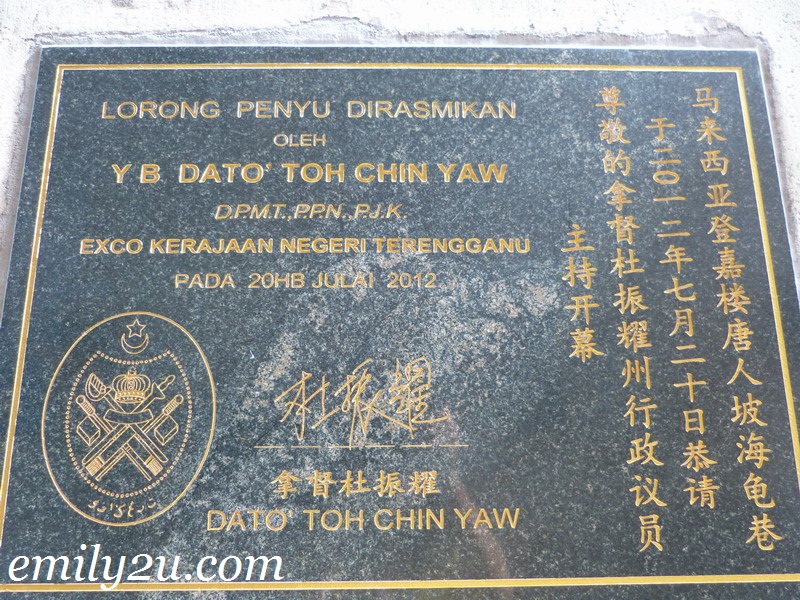 LORONG PENYU DIRASMIKAN
OLEH
Y B DATO' TOH CHIN YAW
D.P.M.T., P.P.N., P.J.K.
EXCO KERAJAAN NEGERI TERENGGANU
PADA 20HB JULAI 2012
马来西亚登嘉楼唐人坡海龟巷
于二〇一二年七月二十日恭请
尊敬的拿督杜振耀州行政议员
主持开幕
杜振耀
拿督杜振耀
DATO' TOH CHIN YAW
emily2u.com